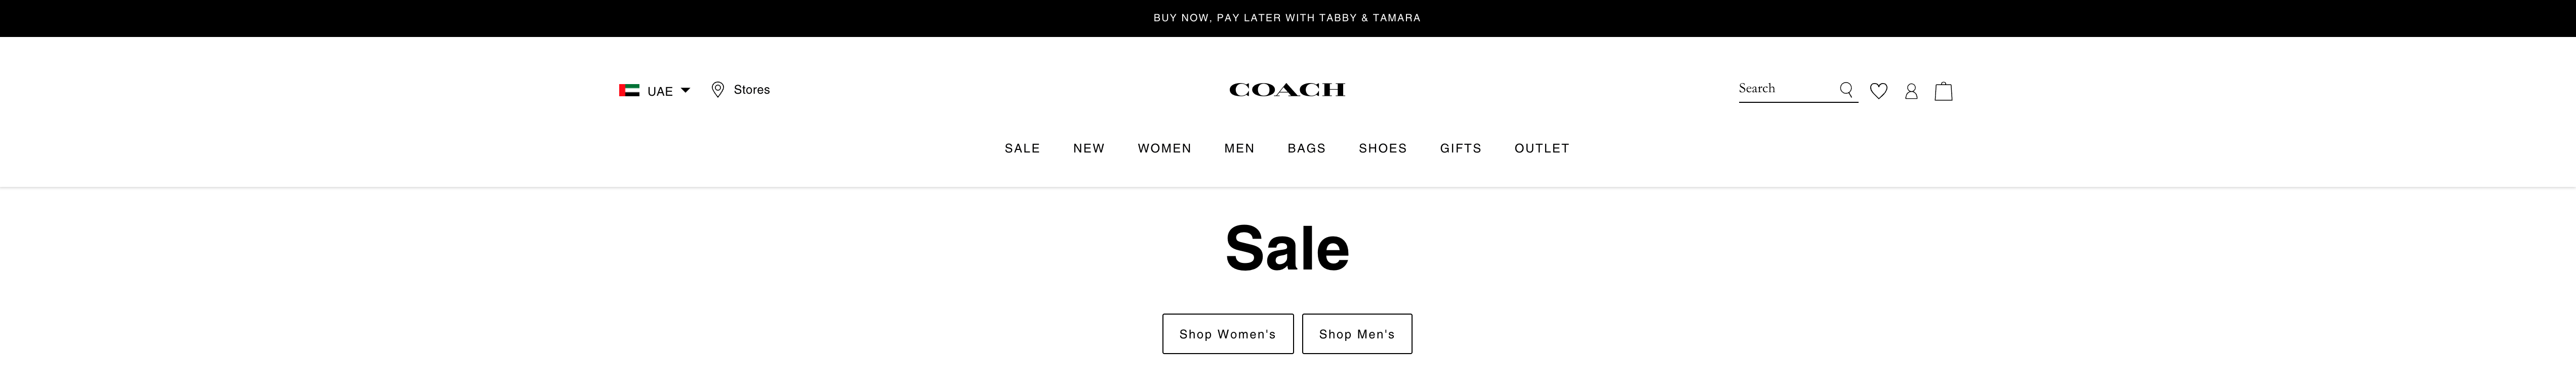 BUY NOW, PAY LATER WITH TABBY & TAMARA
UAE Stores COACH Search
SALE NEW WOMEN MEN BAGS SHOES GIFTS OUTLET
Sale
Shop Women's Shop Men's